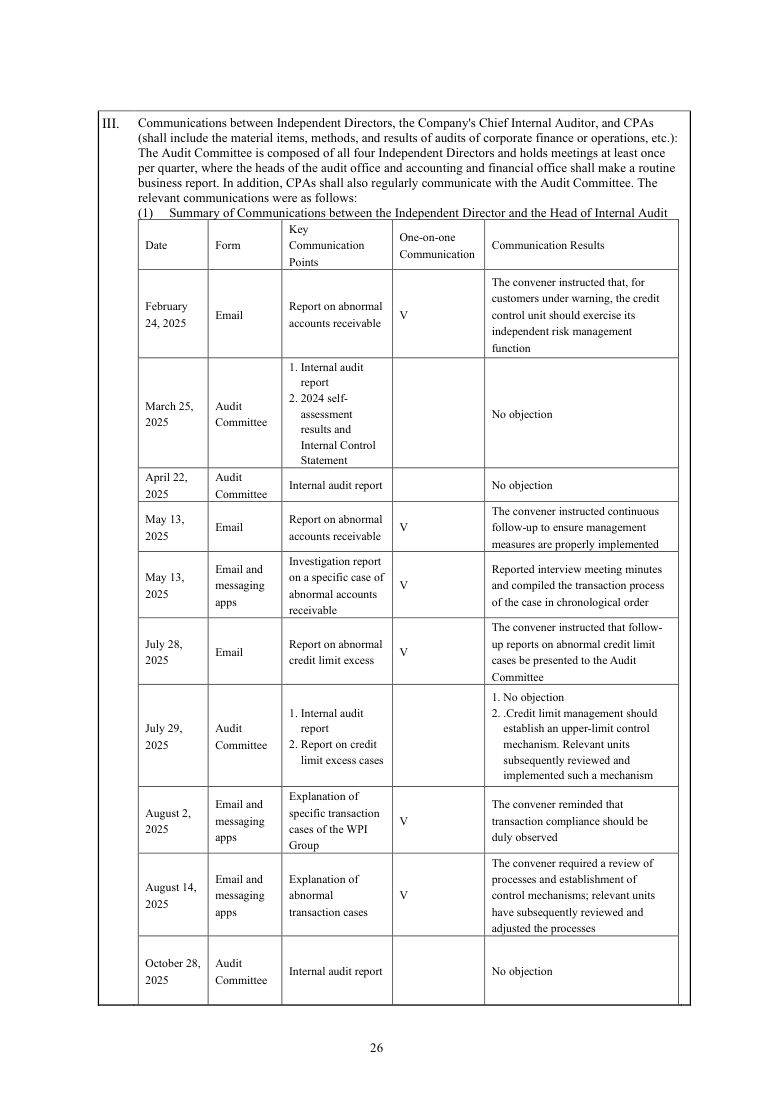 III. Communications between Independent Directors, the Company's Chief Internal Auditor, and CPAs
(shall include the material items, methods, and results of audits of corporate finance or operations, etc.):
The Audit Committee is composed of all four Independent Directors and holds meetings at least once
per quarter, where the heads of the audit office and accounting and financial office shall make a routine
business report. In addition, CPAs shall also regularly communicate with the Audit Committee. The
relevant communications were as follows:
(1) Summary of Communications between the Independent Director and the Head of Internal Audit
Date
Form
Key
Communication
Points
One-on-one
Communication
Communication Results
February
24, 2025
Email
Report on abnormal
accounts receivable
V
The convener instructed that, for
customers under warning, the credit
control unit should exercise its
independent risk management
function
March 25,
2025
Audit
Committee
1. Internal audit
report
2. 2024 self-
assessment
results and
Internal Control
Statement
No objection
April 22,
2025
Audit
Committee
Internal audit report
No objection
May 13,
2025
Email
Report on abnormal
accounts receivable
V
The convener instructed continuous
follow-up to ensure management
measures are properly implemented
May 13,
2025
Email and
messaging
apps
Investigation report
on a specific case of
abnormal accounts
receivable
V
Reported interview meeting minutes
and compiled the transaction process
of the case in chronological order
July 28,
2025
Email
Report on abnormal
credit limit excess
V
The convener instructed that follow-
up reports on abnormal credit limit
cases be presented to the Audit
Committee
July 29,
2025
Audit
Committee
1. Internal audit
report
2. Report on credit
limit excess cases
1. No objection
2. .Credit limit management should
establish an upper-limit control
mechanism. Relevant units
subsequently reviewed and
implemented such a mechanism
August 2,
2025
Email and
messaging
apps
Explanation of
specific transaction
cases of the WPI
Group
V
The convener reminded that
transaction compliance should be
duly observed
August 14,
2025
Email and
messaging
apps
Explanation of
abnormal
transaction cases
V
The convener required a review of
processes and establishment of
control mechanisms; relevant units
have subsequently reviewed and
adjusted the processes
October 28,
2025
Audit
Committee
Internal audit report
No objection
26